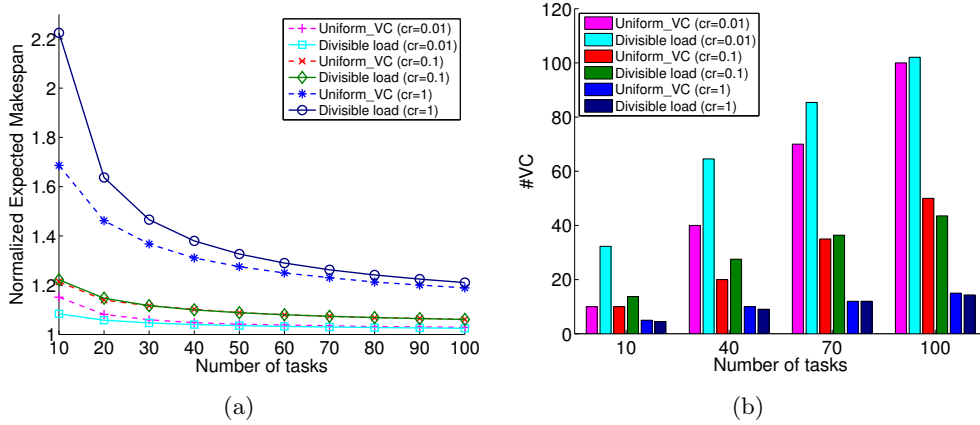 Uniform_VC (cr=0.01)
Divisible load (cr=0.01)
Uniform_VC (cr=0.1)
Divisible load (cr=0.1)
Uniform_VC (cr=1)
Divisible load (cr=1)
Normalized Expected Makespan
2.2
2
1.8
1.6
1.4
1.2
1
10 20 30 40 50 60 70 80 90 100
Number of tasks
(a)
Uniform_VC (cr=0.01)
Divisible load (cr=0.01)
Uniform_VC (cr=0.1)
Divisible load (cr=0.1)
Uniform_VC (cr=1)
Divisible load (cr=1)
#VC
120
100
80
60
40
20
0
10 40 70 100
Number of tasks
(b)